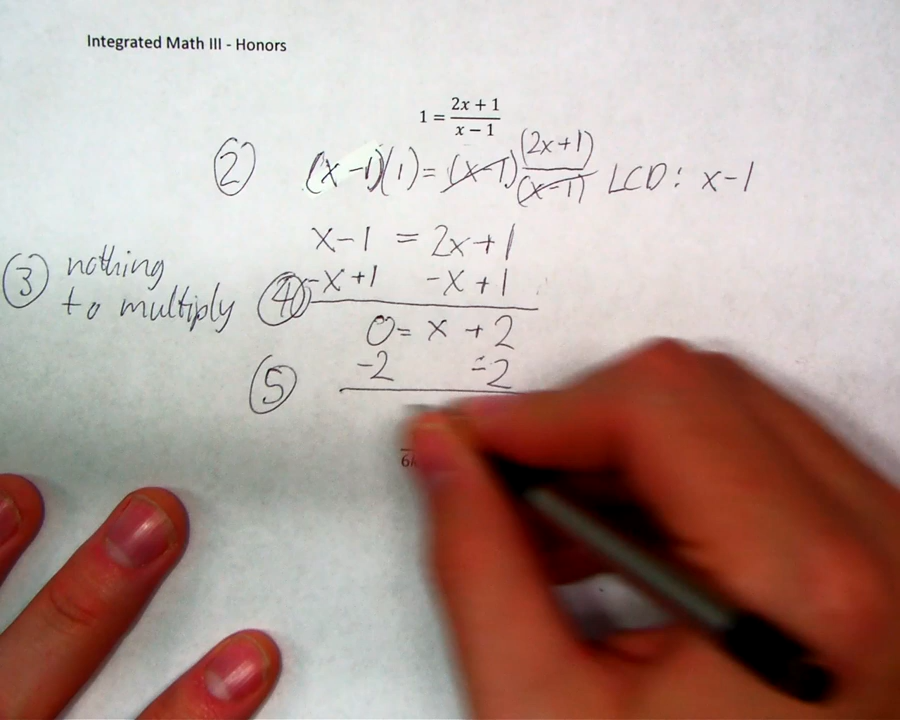 Integrated Math III - Honors
1 = 2x + 1 / x − 1
② (x-1)(1) = (x-1) (2x+1) / (x-1) LCD: x-1
x-1 = 2x+1
③ nothing
to multiply
④ -x +1 -x +1
0 = x + 2
⑤ -2 -2